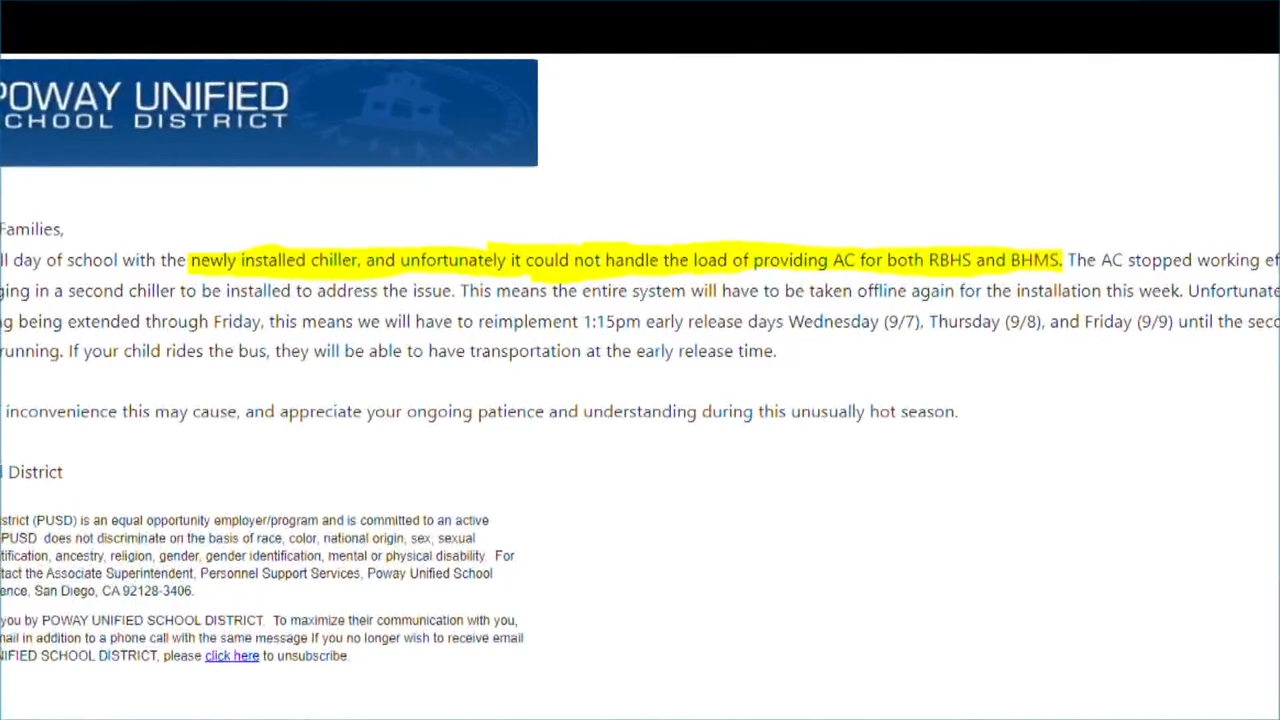 POWAY UNIFIED
CHOOL DISTRICT
Families,
ll day of school with the newly installed chiller, and unfortunately it could not handle the load of providing AC for both RBHS and BHMS. The AC stopped working ef
ging in a second chiller to be installed to address the issue. This means the entire system will have to be taken offline again for the installation this week. Unfortunate
g being extended through Friday, this means we will have to reimplement 1:15pm early release days Wednesday (9/7), Thursday (9/8), and Friday (9/9) until the seco
running. If your child rides the bus, they will be able to have transportation at the early release time.
inconvenience this may cause, and appreciate your ongoing patience and understanding during this unusually hot season.
l District
strict (PUSD) is an equal opportunity employer/program and is committed to an active
PUSD does not discriminate on the basis of race, color, national origin, sex, sexual
tification, ancestry, religion, gender, gender identification, mental or physical disability. For
tact the Associate Superintendent, Personnel Support Services, Poway Unified School
ence, San Diego, CA 92128-3406.
you by POWAY UNIFIED SCHOOL DISTRICT. To maximize their communication with you,
nail in addition to a phone call with the same message If you no longer wish to receive email
NIFIED SCHOOL DISTRICT, please click here to unsubscribe.